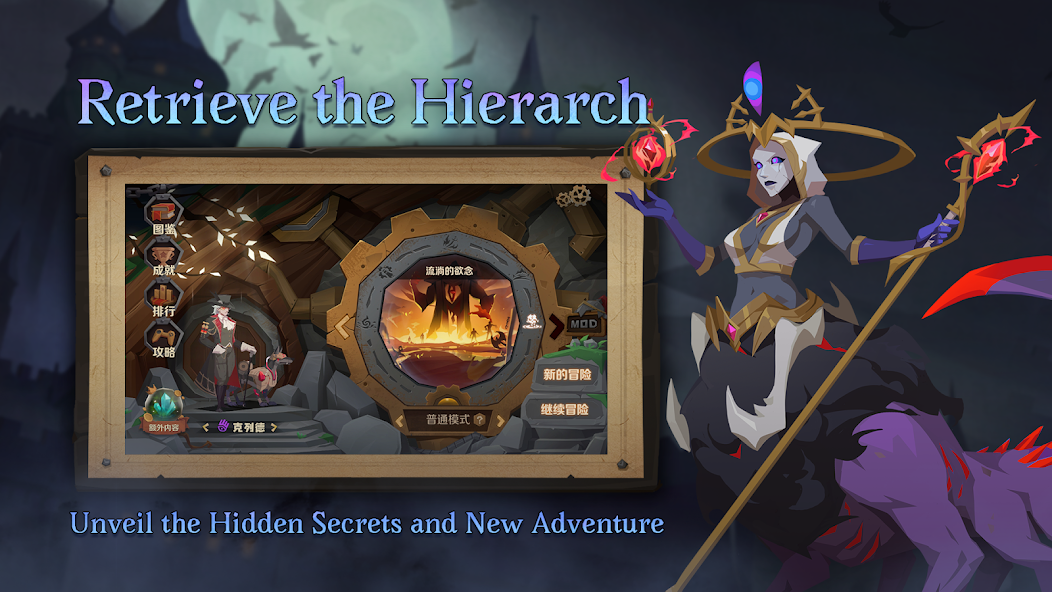 Retrieve the Hierarch
图鉴
成就
排行
攻略
额外内容
克列德
流淌的欲念
普通模式 ?
MOD
新的冒险
继续冒险
Unveil the Hidden Secrets and New Adventure